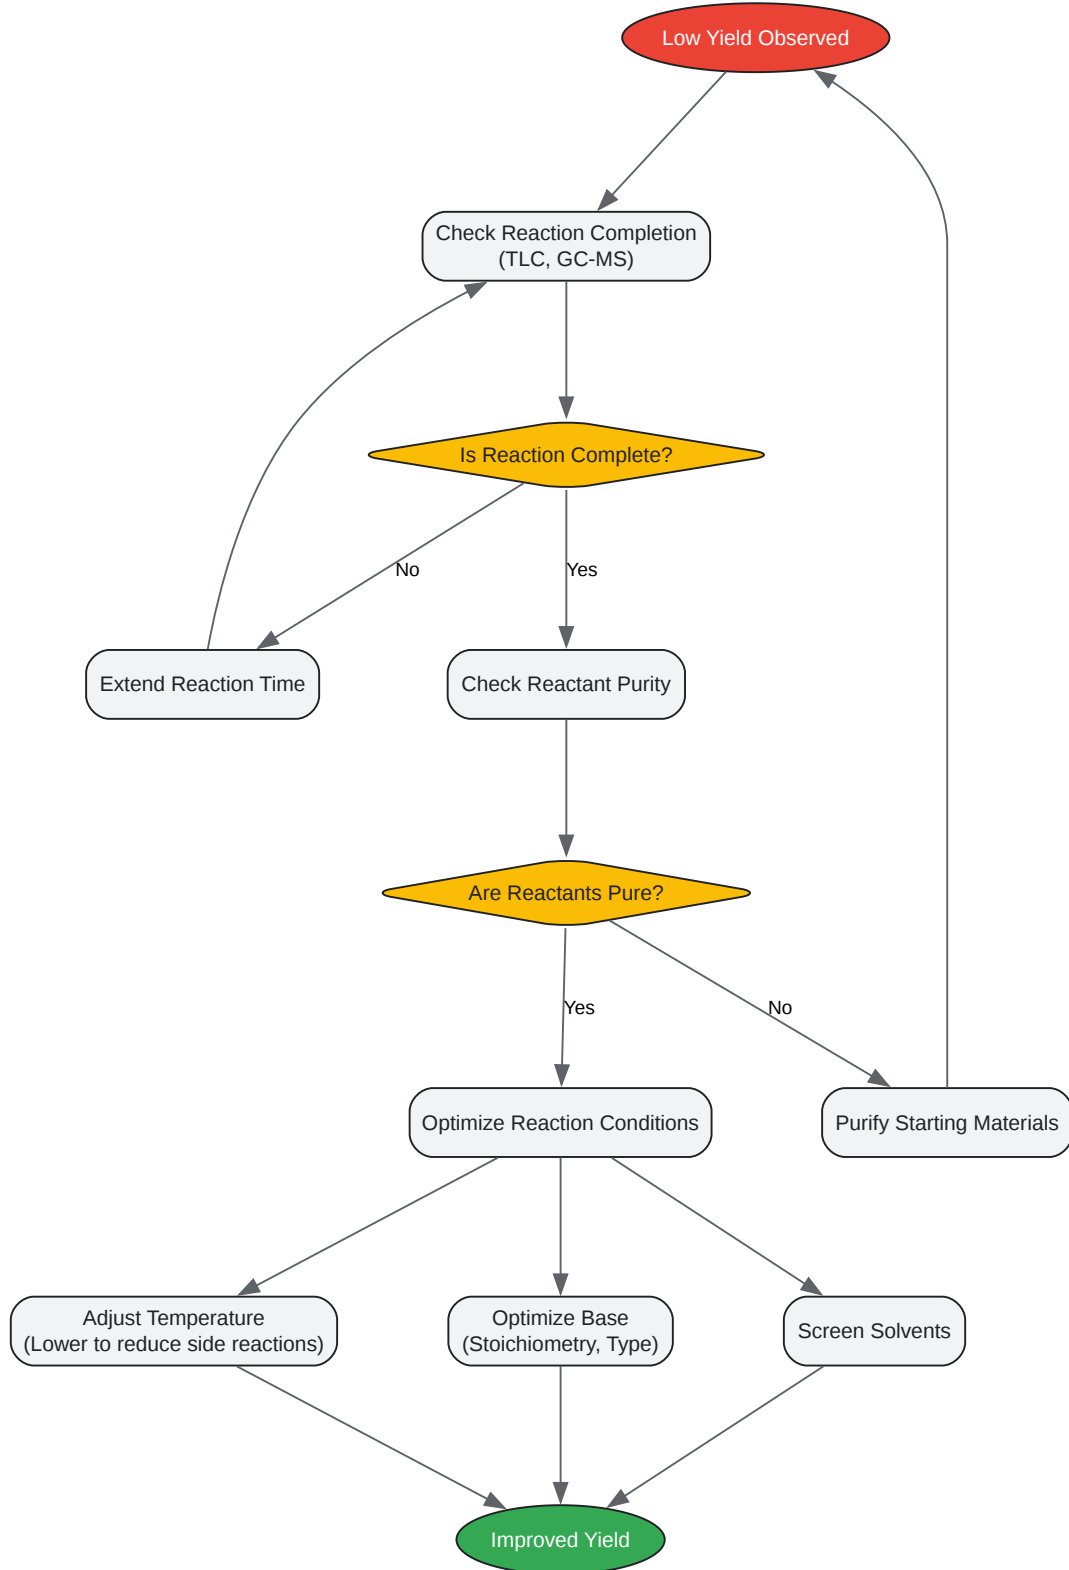 Low Yield Observed
Check Reaction Completion
(TLC, GC-MS)
Is Reaction Complete?
No
Yes
Extend Reaction Time
Check Reactant Purity
Are Reactants Pure?
Yes
No
Optimize Reaction Conditions
Purify Starting Materials
Adjust Temperature
(Lower to reduce side reactions)
Optimize Base
(Stoichiometry, Type)
Screen Solvents
Improved Yield